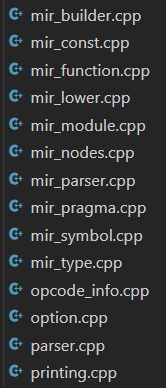 mir_builder.cpp
mir_const.cpp
mir_function.cpp
mir_lower.cpp
mir_module.cpp
mir_nodes.cpp
mir_parser.cpp
mir_pragma.cpp
mir_symbol.cpp
mir_type.cpp
opcode_info.cpp
option.cpp
parser.cpp
printing.cpp